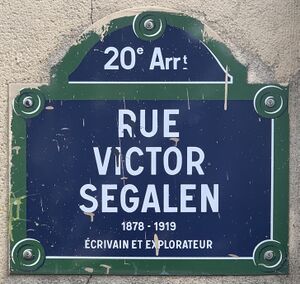 20e Arrt
RUE
VICTOR
SEGALEN
1878 - 1919
ÉCRIVAIN ET EXPLORATEUR